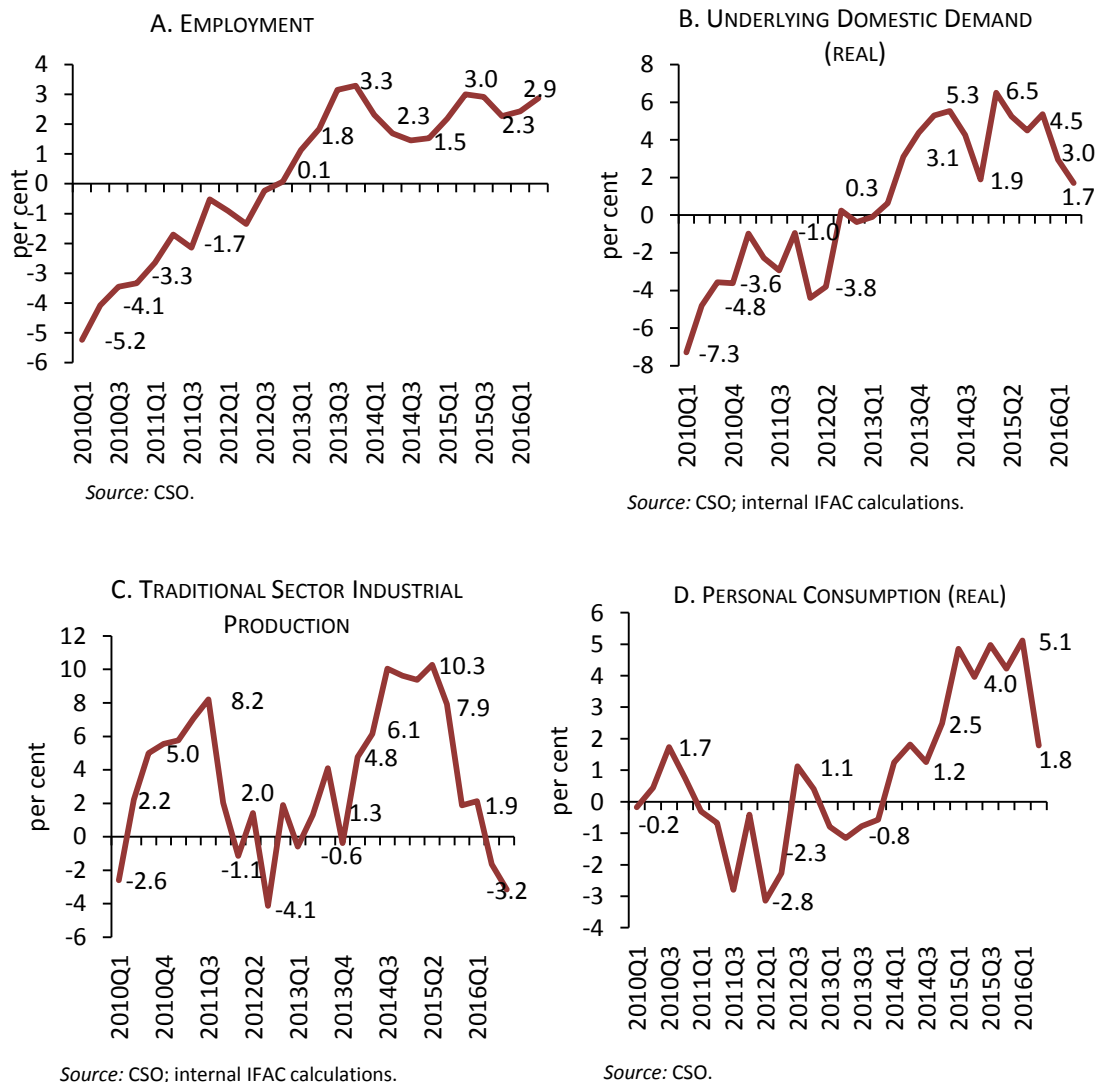 A. EMPLOYMENT
per cent
4
3
2
1
0
-1
-2
-3
-4
-5
-6
-5.2
-4.1
-3.3
-1.7
0.1
1.8
3.3
2.3
1.5
3.0
2.3
2.9
2010Q1
2010Q3
2011Q1
2011Q3
2012Q1
2012Q3
2013Q1
2013Q3
2014Q1
2014Q3
2015Q1
2015Q3
2016Q1
Source: CSO.
B. UNDERLYING DOMESTIC DEMAND
(REAL)
per cent
8
6
4
2
0
-2
-4
-6
-8
-7.3
-4.8
-3.6
-1.0
-3.8
0.3
3.1
5.3
1.9
6.5
4.5
3.0
1.7
2010Q1
2010Q4
2011Q3
2012Q2
2013Q1
2013Q4
2014Q3
2015Q2
2016Q1
Source: CSO; internal IFAC calculations.
C. TRADITIONAL SECTOR INDUSTRIAL
PRODUCTION
per cent
12
10
8
6
4
2
0
-2
-4
-6
-2.6
2.2
5.0
8.2
-1.1
2.0
-4.1
-0.6
1.3
4.8
6.1
10.3
7.9
1.9
-3.2
2010Q1
2010Q4
2011Q3
2012Q2
2013Q1
2013Q4
2014Q3
2015Q2
2016Q1
Source: CSO; internal IFAC calculations.
D. PERSONAL CONSUMPTION (REAL)
per cent
6
5
4
3
2
1
0
-1
-2
-3
-4
-0.2
1.7
-2.8
-2.3
1.1
-0.8
1.2
2.5
4.0
5.1
1.8
2010Q1
2010Q3
2011Q1
2011Q3
2012Q1
2012Q3
2013Q1
2013Q3
2014Q1
2014Q3
2015Q1
2015Q3
2016Q1
Source: CSO.